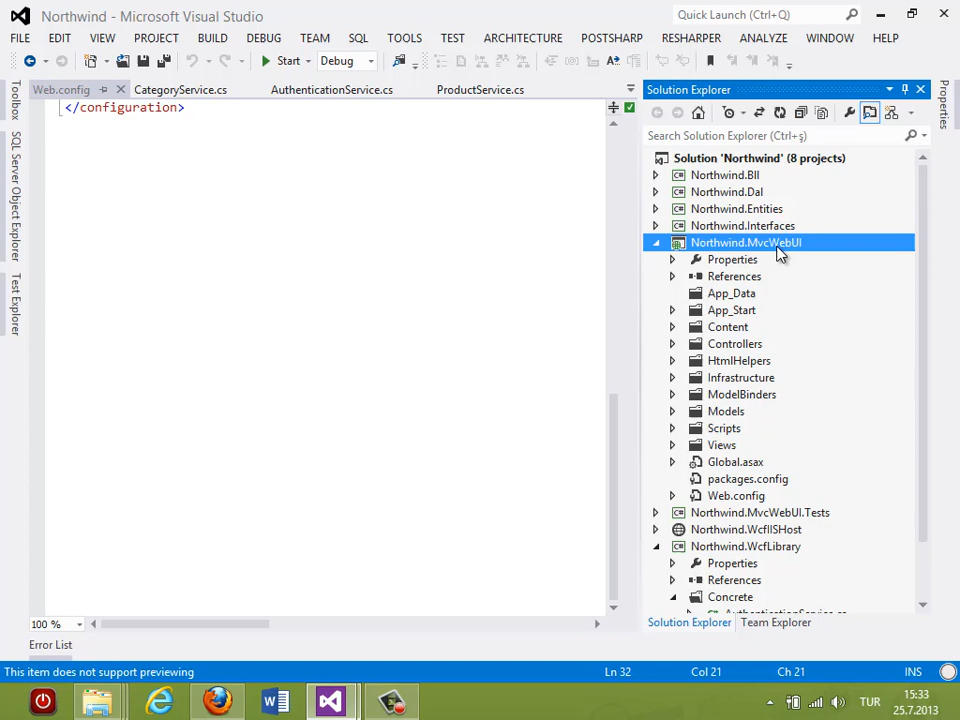 Northwind - Microsoft Visual Studio
Quick Launch (Ctrl+Q)
FILE EDIT VIEW PROJECT BUILD DEBUG TEAM SQL TOOLS TEST ARCHITECTURE POSTSHARP RESHARPER ANALYZE WINDOW HELP
Start Debug
Web.config CategoryService.cs AuthenticationService.cs ProductService.cs
</configuration>
Toolbox
SQL Server Object Explorer
Test Explorer
Solution Explorer
Properties
Search Solution Explorer (Ctrl+ş)
Solution 'Northwind' (8 projects)
Northwind.Bll
Northwind.Dal
Northwind.Entities
Northwind.Interfaces
Northwind.MvcWebUI
Properties
References
App_Data
App_Start
Content
Controllers
HtmlHelpers
Infrastructure
ModelBinders
Models
Scripts
Views
Global.asax
packages.config
Web.config
Northwind.MvcWebUI.Tests
Northwind.WcfIISHost
Northwind.WcfLibrary
Properties
References
Concrete
AuthenticationService.cs
100 %
Solution Explorer Team Explorer
Error List
This item does not support previewing Ln 32 Col 21 Ch 21 INS
TUR
15:33
25.7.2013